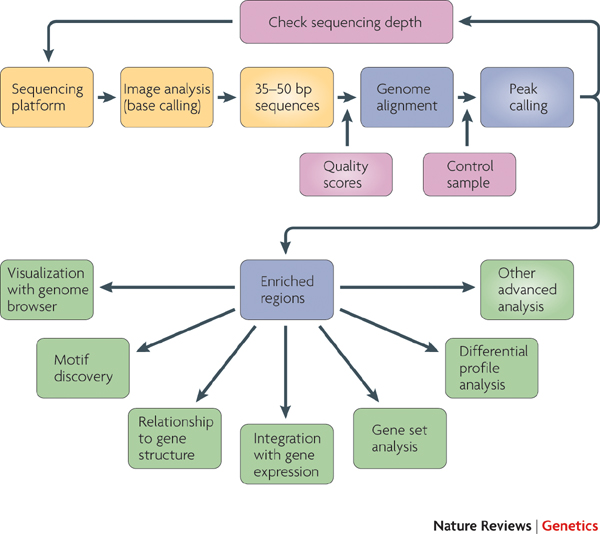 Check sequencing depth
Sequencing
platform
Image analysis
(base calling)
35–50 bp
sequences
Genome
alignment
Peak
calling
Quality
scores
Control
sample
Visualization
with genome
browser
Enriched
regions
Other
advanced
analysis
Motif
discovery
Differential
profile
analysis
Relationship
to gene
structure
Integration
with gene
expression
Gene set
analysis
Nature Reviews | Genetics